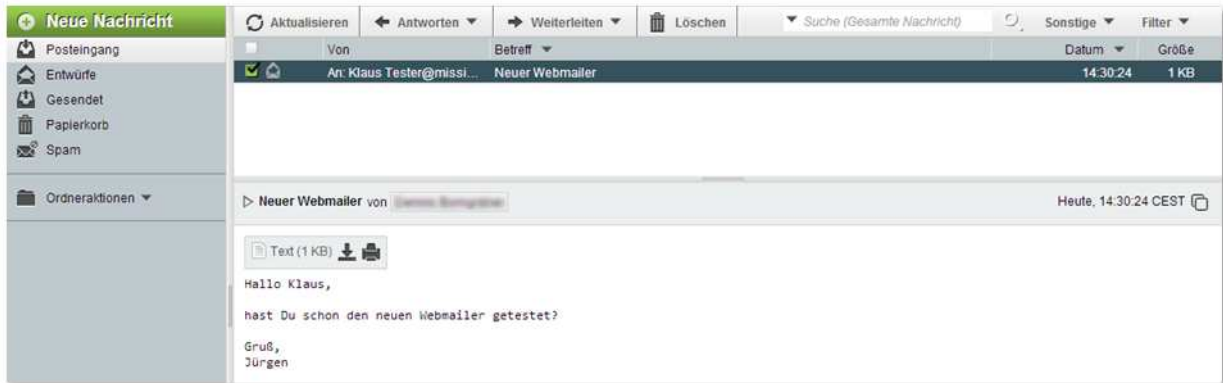 Neue Nachricht
Aktualisieren Antworten Weiterleiten Löschen Suche (Gesamte Nachricht) Sonstige Filter
Posteingang
Entwürfe
Gesendet
Papierkorb
Spam
Ordneraktionen
Von Betreff Datum Größe
An: Klaus Tester@missi... Neuer Webmailer 14:30:24 1 KB
Neuer Webmailer von
Heute, 14:30:24 CEST
Text (1 KB)
Hallo Klaus,
hast Du schon den neuen Webmailer getestet?
Gruß,
Jürgen